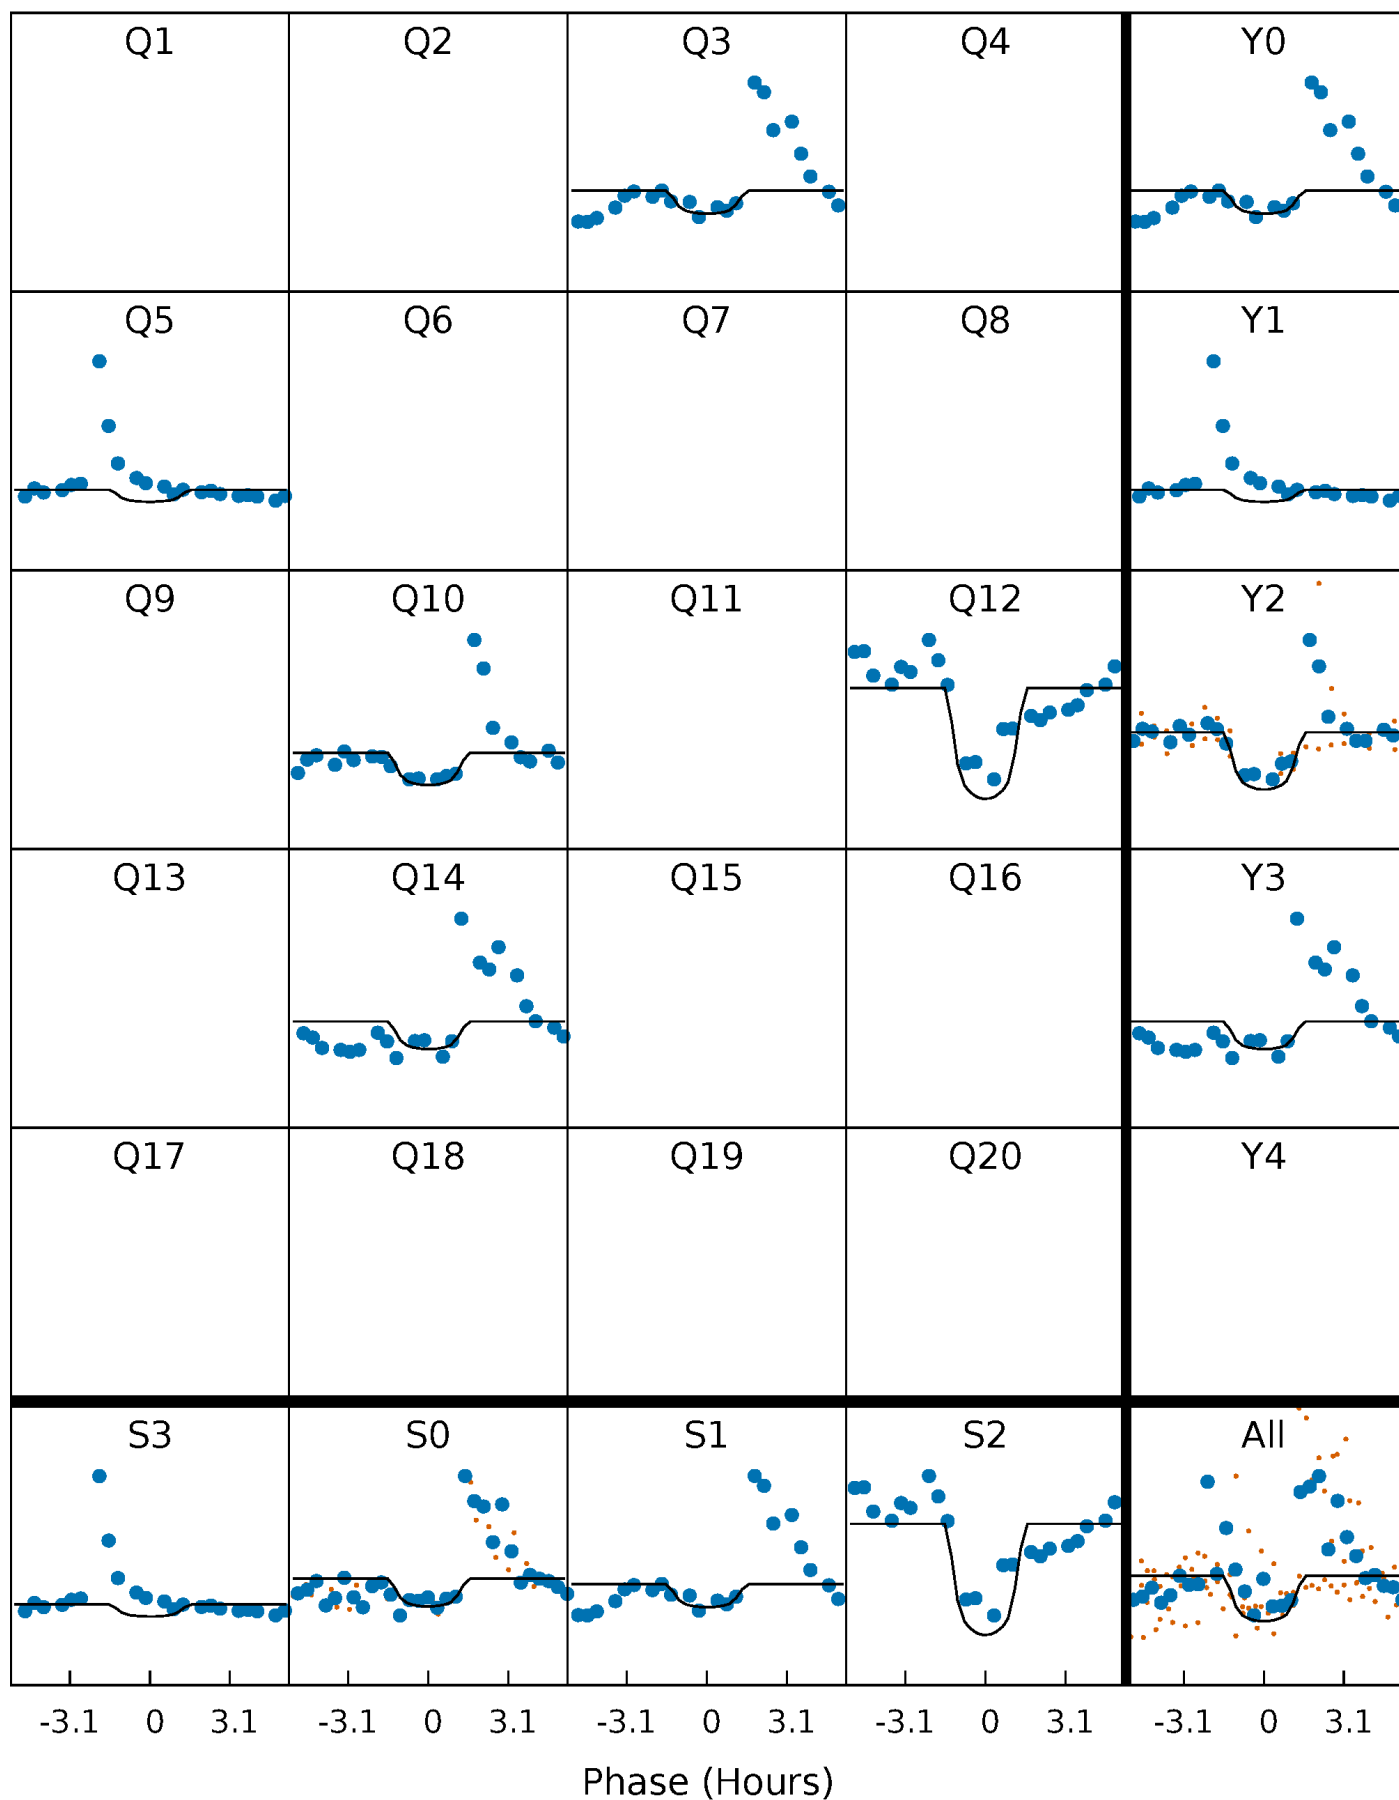 Q1 Q2 Q3 Q4 Y0
Q5 Q6 Q7 Q8 Y1
Q9 Q10 Q11 Q12 Y2
Q13 Q14 Q15 Q16 Y3
Q17 Q18 Q19 Q20 Y4
S3 S0 S1 S2 All
-3.1 0 3.1 -3.1 0 3.1 -3.1 0 3.1 -3.1 0 3.1 -3.1 0 3.1
Phase (Hours)